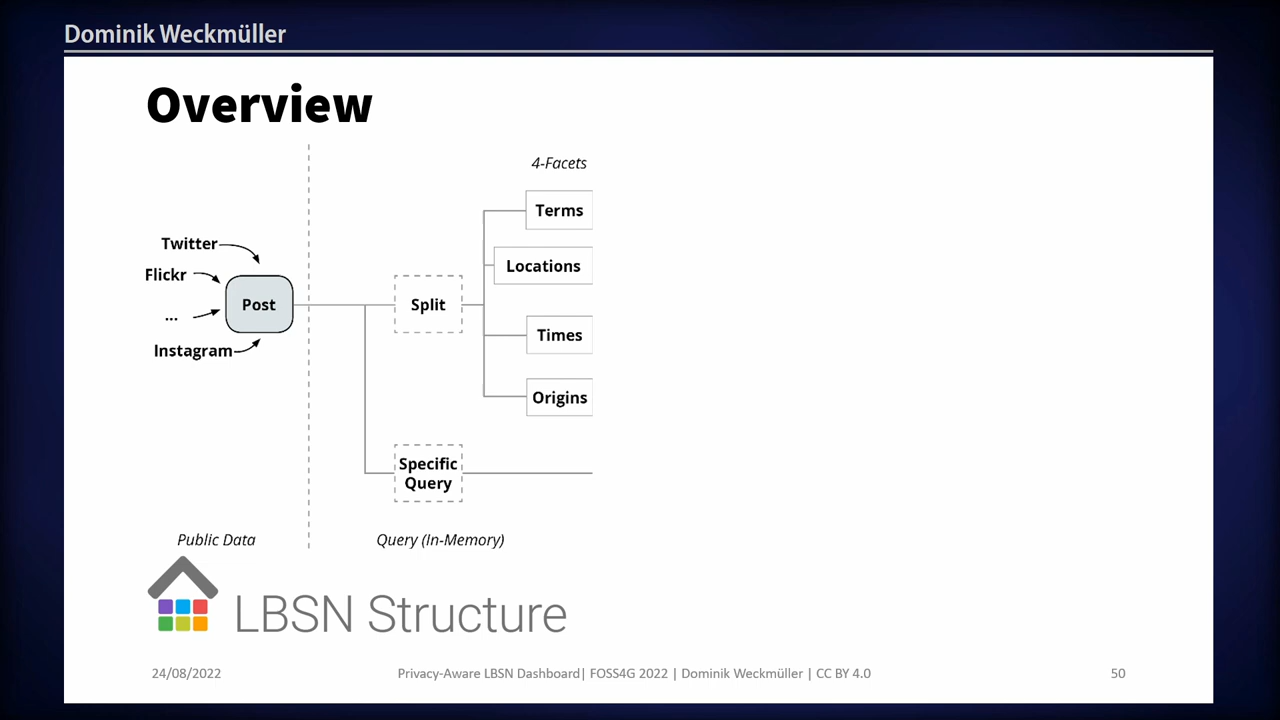 Dominik Weckmüller
Overview
4-Facets
Terms
Twitter
Locations
Flickr
Post
Split
...
Times
Instagram
Origins
Specific
Query
Public Data
Query (In-Memory)
LBSN Structure
24/08/2022
Privacy-Aware LBSN Dashboard| FOSS4G 2022 | Dominik Weckmüller | CC BY 4.0
50